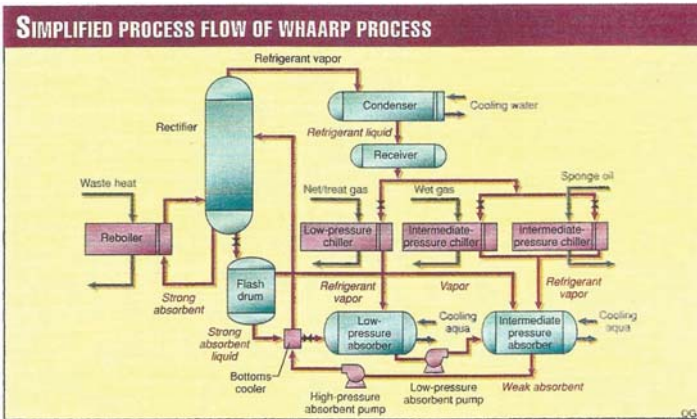 SIMPLIFIED PROCESS FLOW OF WHAARP PROCESS
Refrigerant vapor
Condenser
Cooling water
Rectifier
Refrigerant liquid
Receiver
Waste heat
Net/treat gas
Wet gas
Sponge oil
Reboiler
Low-pressure
chiller
Intermediate-
pressure chiller
Intermediate-
pressure chiller
Strong
absorbent
Flash
drum
Refrigerant
vapor
Vapor
Refrigerant
vapor
Strong
absorbent
liquid
Low-
pressure
absorber
Cooling
aqua
Intermediate
pressure
absorber
Cooling
aqua
Bottoms
cooler
High-pressure
absorbent pump
Low-pressure
absorbent pump
Weak absorbent